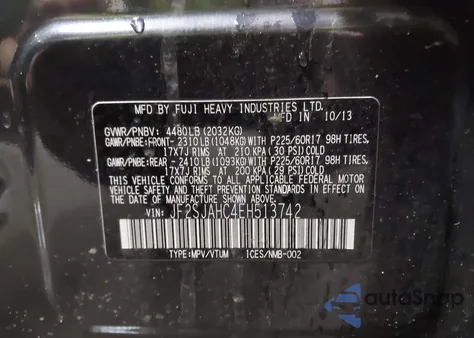 MFD. BY FUJI HEAVY INDUSTRIES LTD.
MFD IN 10/13
GVWR/PNBV: 4480LB(2032KG)
GAWR/PNBE:FRONT- 2310LB(1048KG)WITH P225/60R17 98H TIRES,
17X7J RIMS AT 210 KPA(30 PSI)COLD
GAWR/PNBE:REAR - 2410LB(1093KG)WITH P225/60R17 98H TIRES,
17X7J RIMS AT 200 KPA(29 PSI)COLD
THIS VEHICLE CONFORMS TO ALL APPLICABLE FEDERAL MOTOR
VEHICLE SAFETY AND THEFT PREVENTION STANDARDS IN EFFECT
ON THE DATE OF MANUFACTURE SHOWN ABOVE.
VIN: JF2SJAHC4EH513742
TYPE:MPV/VTUM ICES/NMB-002
autoSnap